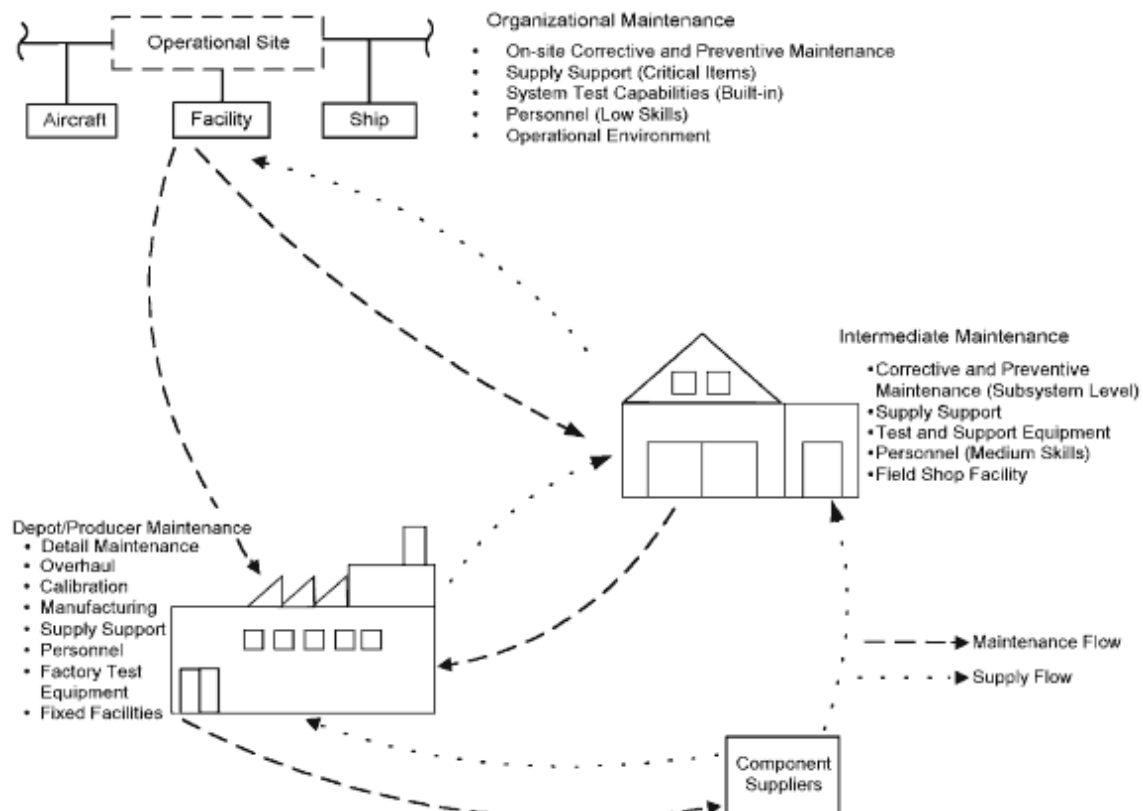 Organizational Maintenance
Operational Site
• On-site Corrective and Preventive Maintenance
• Supply Support (Critical Items)
• System Test Capabilities (Built-in)
• Personnel (Low Skills)
• Operational Environment
Aircraft
Facility
Ship
Intermediate Maintenance
•Corrective and Preventive
Maintenance (Subsystem Level)
•Supply Support
•Test and Support Equipment
•Personnel (Medium Skills)
•Field Shop Facility
Depot/Producer Maintenance
• Detail Maintenance
• Overhaul
• Calibration
• Manufacturing
• Supply Support
• Personnel
• Factory Test
Equipment
• Fixed Facilities
Maintenance Flow
Supply Flow
Component
Suppliers